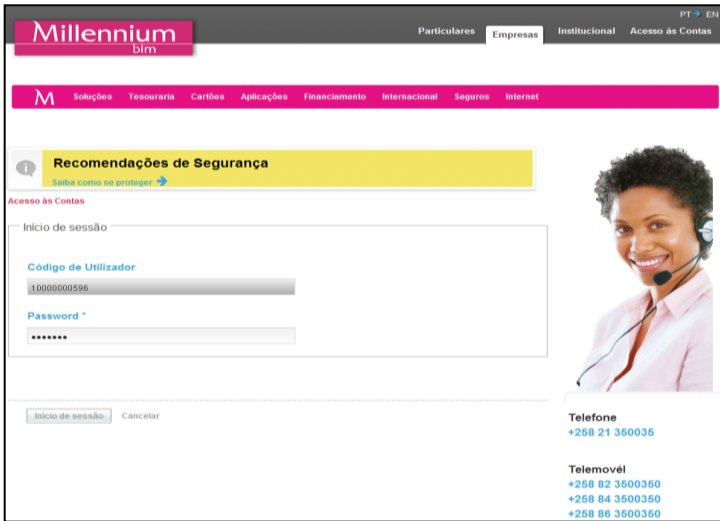 PT EN
Millennium
bim
Particulares Empresas Institucional Acesso às Contas
M Soluções Tesouraria Cartões Aplicações Financiamento Internacional Seguros Internet
Recomendações de Segurança
Saiba como se proteger
Acesso às Contas
Início de sessão
Código de Utilizador
10000000596
Password *
•••••••
Início de sessão Cancelar
Telefone
+258 21 350035
Telemovél
+258 82 3500350
+258 84 3500350
+258 86 3500350